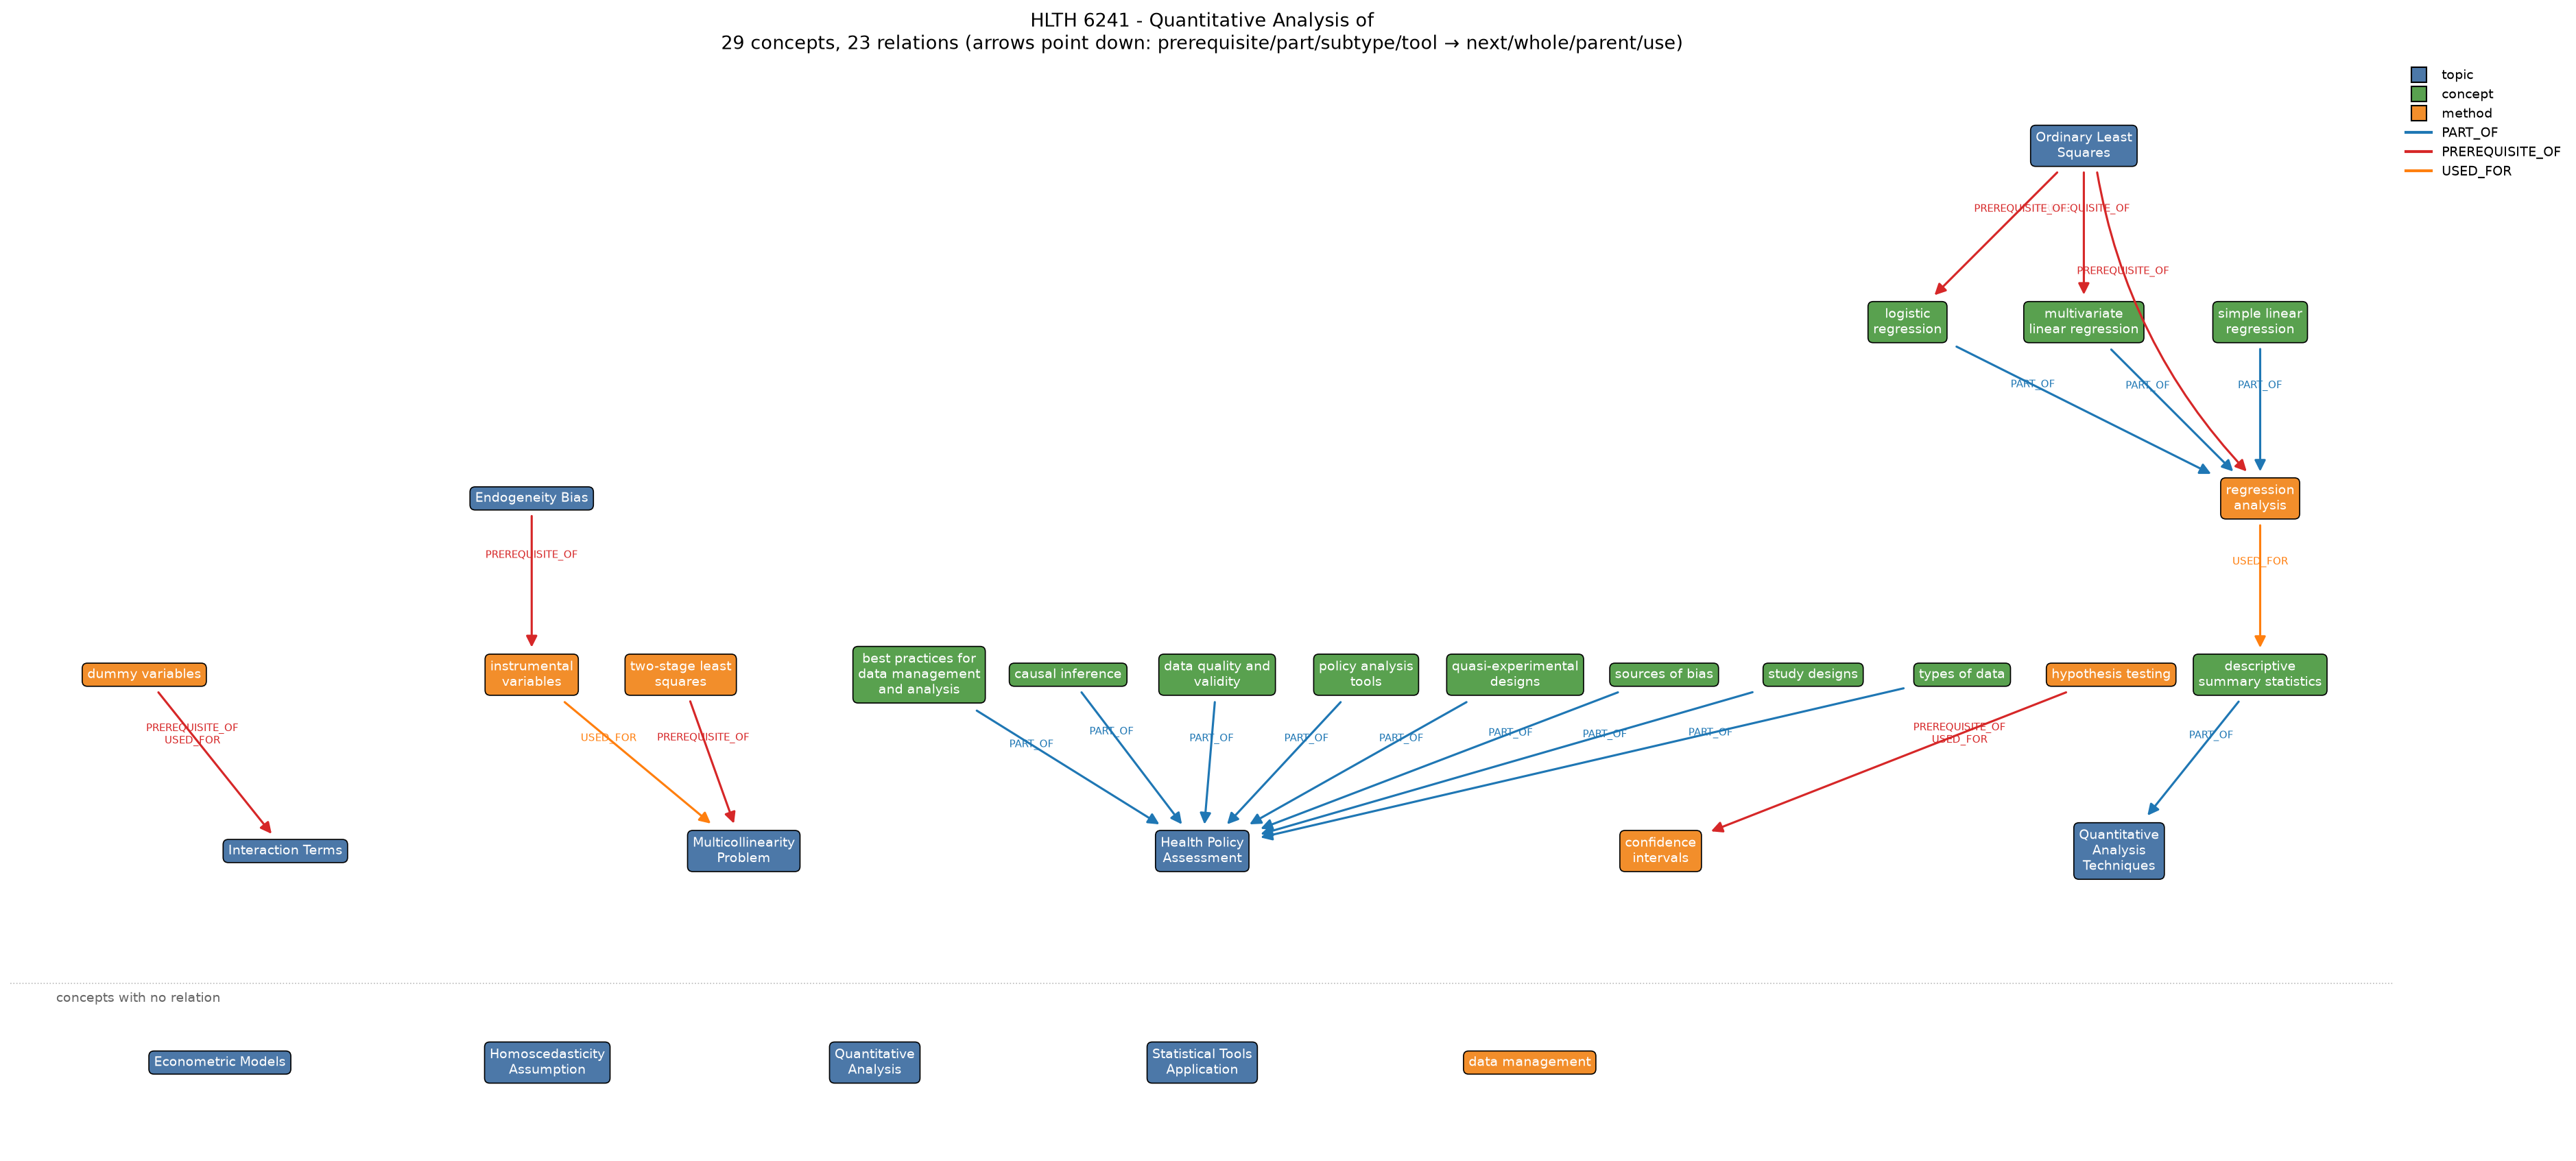 HLTH 6241 - Quantitative Analysis of
29 concepts, 23 relations (arrows point down: prerequisite/part/subtype/tool → next/whole/parent/use)
topic
concept
method
PART_OF
PREREQUISITE_OF
USED_FOR
Ordinary Least
Squares
PREREQUISITE_OF
QUISITE_OF
PREREQUISITE_OF
logistic
regression
multivariate
linear regression
simple linear
regression
PART_OF
PART_OF
PART_OF
Endogeneity Bias
regression
analysis
PREREQUISITE_OF
USED_FOR
dummy variables
instrumental
variables
two-stage least
squares
best practices for
data management
and analysis
causal inference
data quality and
validity
policy analysis
tools
quasi-experimental
designs
sources of bias
study designs
types of data
hypothesis testing
descriptive
summary statistics
PREREQUISITE_OF
USED_FOR
USED_FOR
PREREQUISITE_OF
PART_OF
PART_OF
PART_OF
PART_OF
PART_OF
PART_OF
PART_OF
PART_OF
PREREQUISITE_OF
USED_FOR
PART_OF
Interaction Terms
Multicollinearity
Problem
Health Policy
Assessment
confidence
intervals
Quantitative
Analysis
Techniques
concepts with no relation
Econometric Models
Homoscedasticity
Assumption
Quantitative
Analysis
Statistical Tools
Application
data management